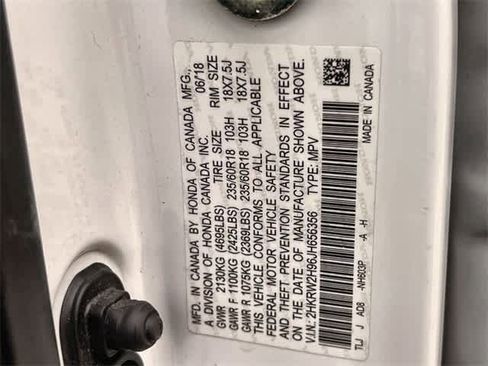 MFD. IN CANADA BY HONDA OF CANADA MFG.,
A DIVISION OF HONDA CANADA INC. 06/18
TIRE SIZE RIM SIZE
GVWR 2130KG (4695LBS)
GAWR F 1100KG (2425LBS) 235/60R18 103H 18X7.5J
GAWR R 1075KG (2369LBS) 235/60R18 103H 18X7.5J
THIS VEHICLE CONFORMS TO ALL APPLICABLE
FEDERAL MOTOR VEHICLE SAFETY
AND THEFT PREVENTION STANDARDS IN EFFECT
ON THE DATE OF MANUFACTURE SHOWN ABOVE.
V.I.N.: 2HKRW2H96JH656356 TYPE: MPV
TLJ J AD8 -NH603P -A -H MADE IN CANADA